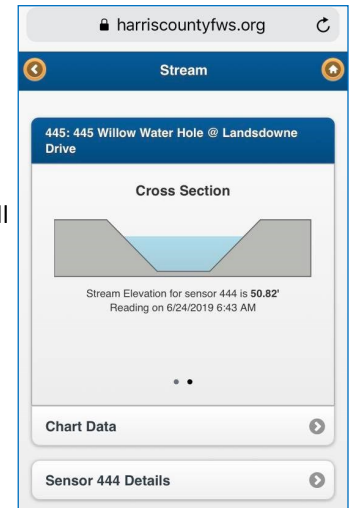 harriscountyfws.org
Stream
445: 445 Willow Water Hole @ Landsdowne
Drive
Cross Section
Stream Elevation for sensor 444 is 50.82'
Reading on 6/24/2019 6:43 AM
Chart Data
Sensor 444 Details